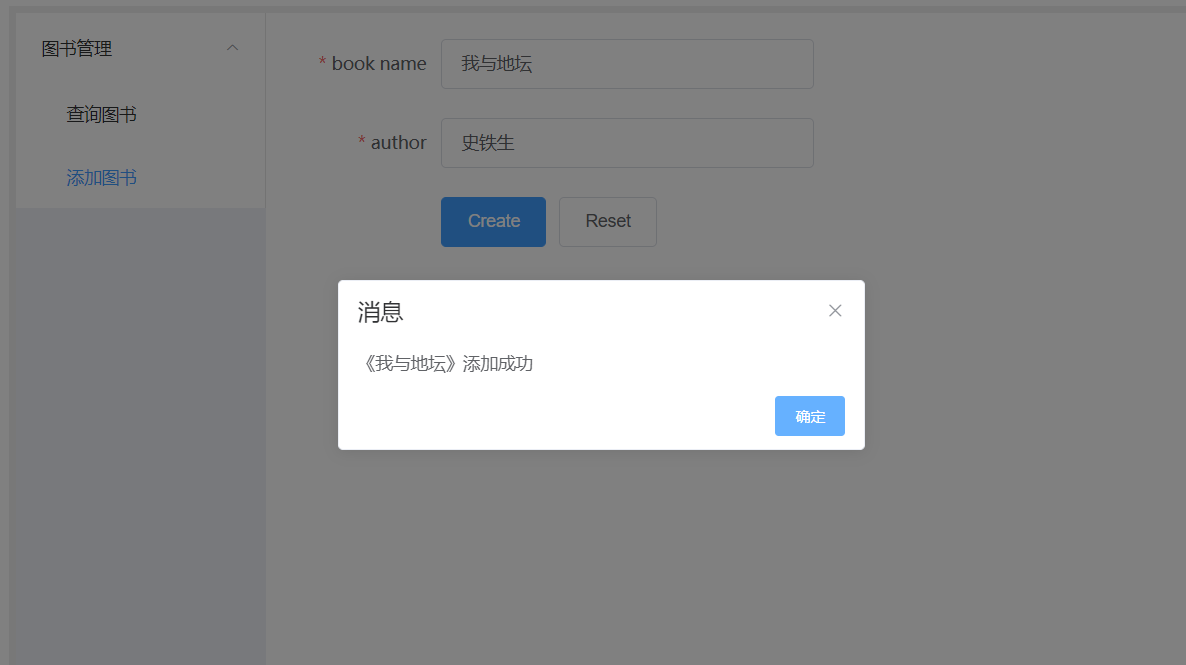 图书管理
查询图书
添加图书
* book name
我与地坛
* author
史铁生
Create
Reset
消息
《我与地坛》添加成功
确定